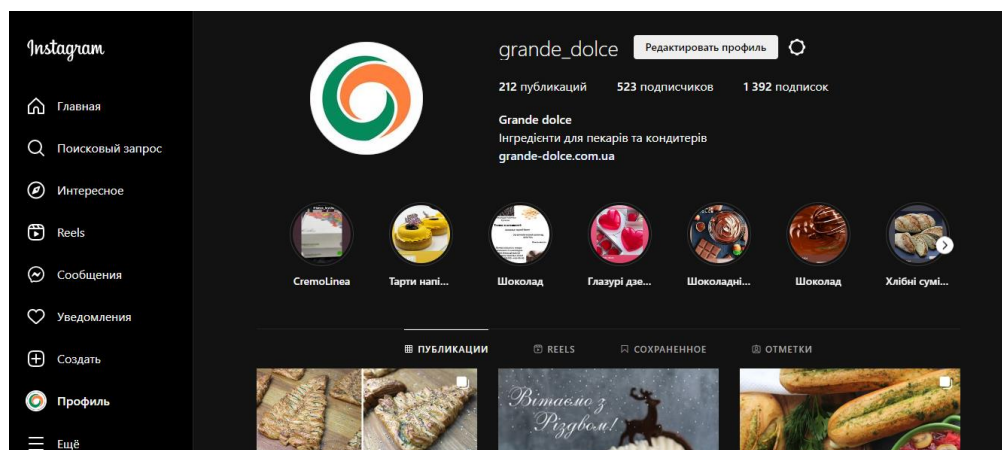 Instagram
Главная
Поисковый запрос
Интересное
Reels
Сообщения
Уведомления
Создать
Профиль
Ещё
grande_dolce
Редактировать профиль
212 публикаций 523 подписчиков 1 392 подписок
Grande dolce
Інгредієнти для пекарів та кондитерів
grande-dolce.com.ua
CremoLinea Тарти напі... Шоколад Глазурі дзе... Шоколадні... Шоколад Хлібні сумі...
ПУБЛИКАЦИИ REELS СОХРАНЕННОЕ ОТМЕТКИ
Вітаємо з
Різдвом!